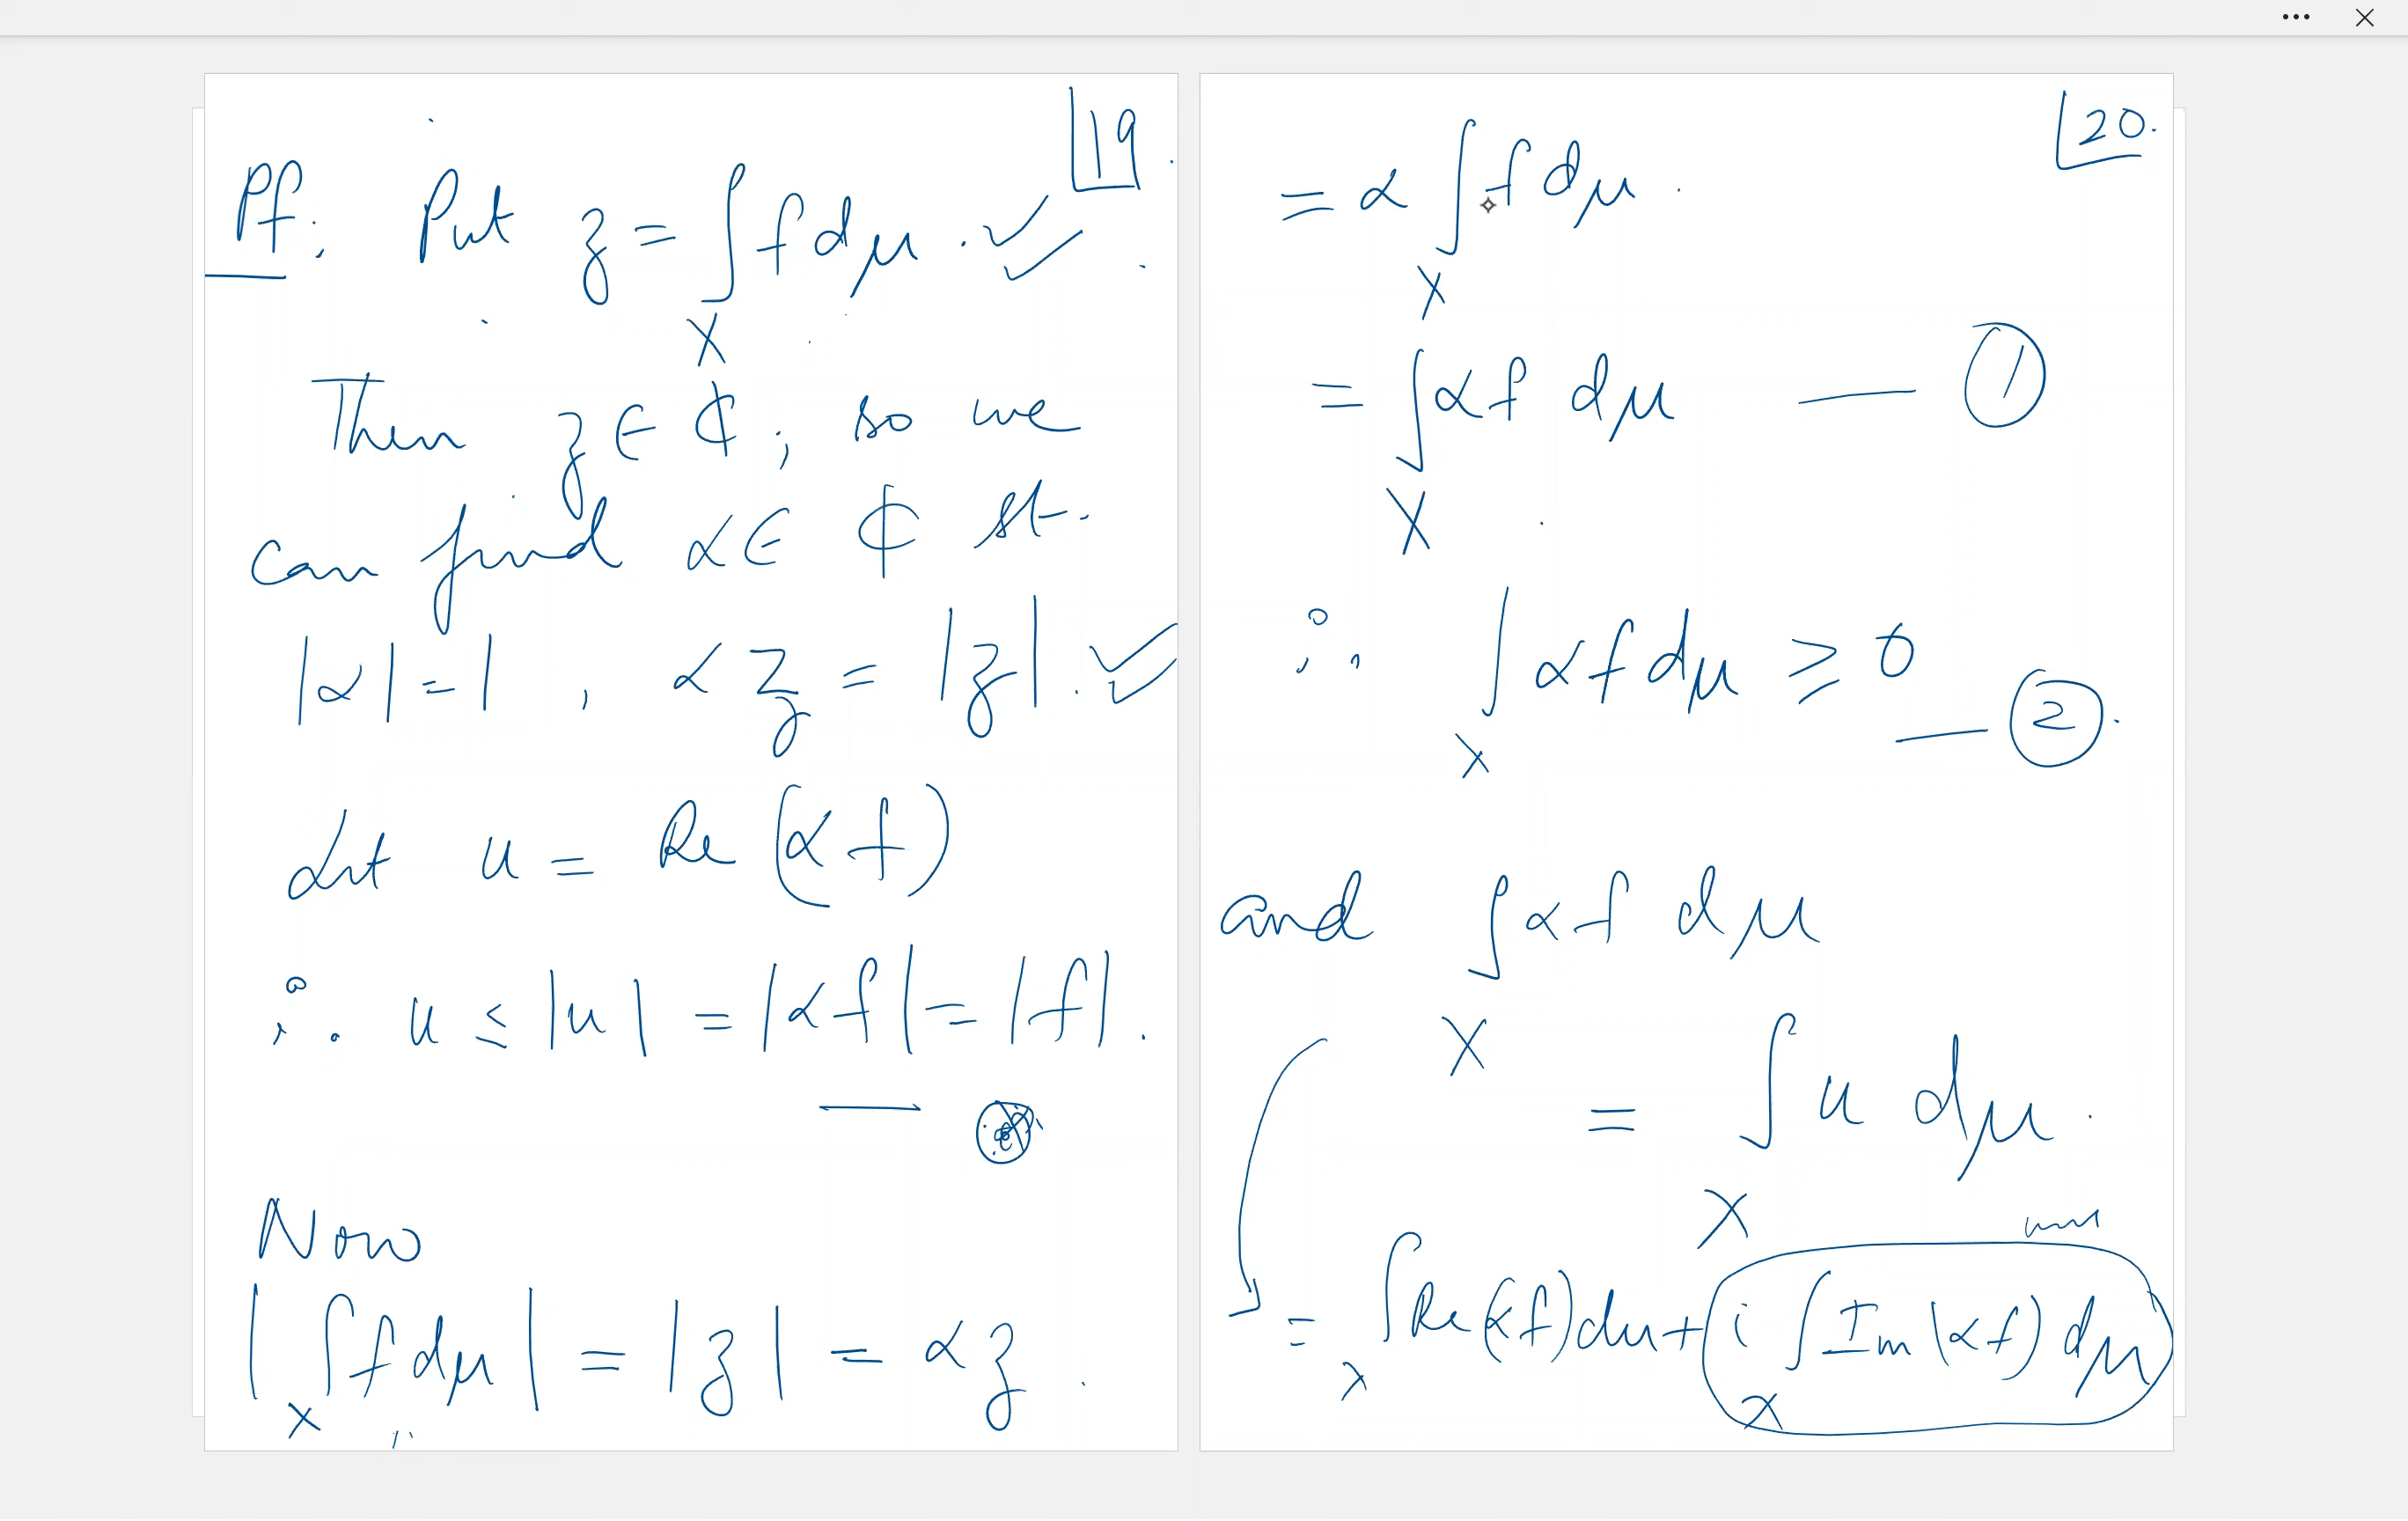 19.
Pf: Put z = ∫_X f dμ. ✓✓
Then z ∈ ₵; so we
can find α ∈ ₵ st.
|α| = 1, αz = |z|. ✓
Let u = Re (αf)
∴ u ≤ |u| = |αf| = |f|.
—
Now
|∫_X f dμ| = |z| = αz.
20.
= α ∫_X f dμ.
= ∫_X αf dμ — ①
∴ ∫_X αf dμ ≥ 0
— ②.
and ∫_X αf dμ
= ∫_X u dμ.
= ∫_X Re(αf) dμ + i ∫_X Im(αf) dμ